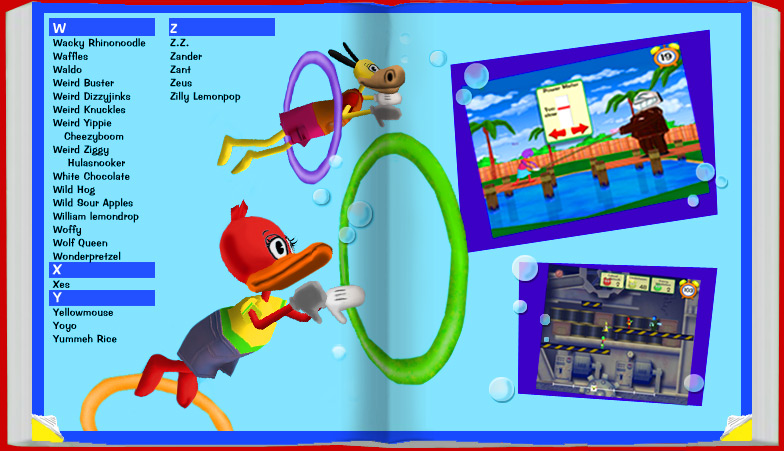 W
Wacky Rhinonoodle
Waffles
Waldo
Weird Buster
Weird Dizzyjinks
Weird Knuckles
Weird Yippie
Cheezyboom
Weird Ziggy
Hulasnooker
White Chocolate
Wild Hog
Wild Sour Apples
William lemondrop
Woffy
Wolf Queen
Wonderpretzel
X
Xes
Y
Yellowmouse
Yoyo
Yummeh Rice
Z
Z.Z.
Zander
Zant
Zeus
Zilly Lemonpop
Power Meter
19